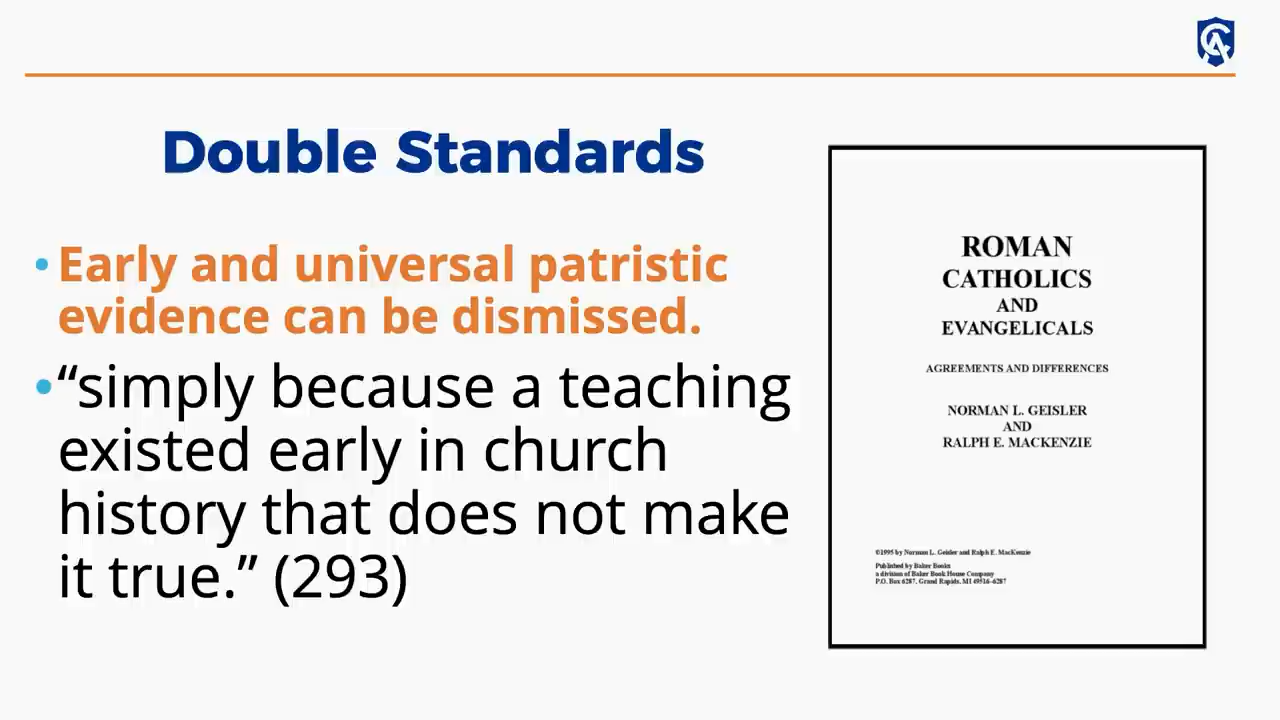 Double Standards
• Early and universal patristic
evidence can be dismissed.
• “simply because a teaching
existed early in church
history that does not make
it true.” (293)
ROMAN
CATHOLICS
AND
EVANGELICALS
AGREEMENTS AND DIFFERENCES
NORMAN L. GEISLER
AND
RALPH E. MACKENZIE
©1995 by Norman L. Geisler and Ralph E. MacKenzie
Published by Baker Books
a division of Baker Book House Company
P.O. Box 6287, Grand Rapids, MI 49516-6287